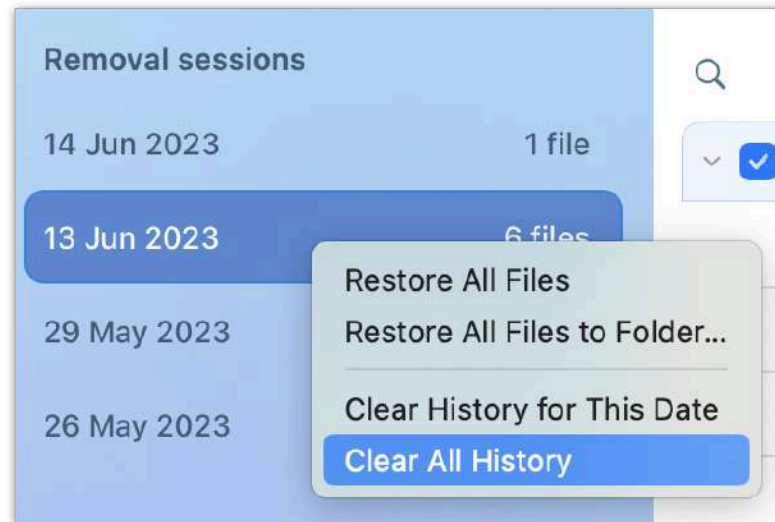 Removal sessions
14 Jun 2023 1 file
13 Jun 2023 6 files
Restore All Files
29 May 2023
Restore All Files to Folder...
Clear History for This Date
26 May 2023
Clear All History